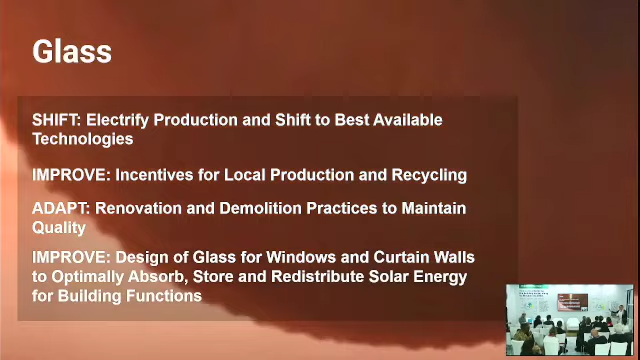 Glass
SHIFT: Electrify Production and Shift to Best Available
Technologies
IMPROVE: Incentives for Local Production and Recycling
ADAPT: Renovation and Demolition Practices to Maintain
Quality
IMPROVE: Design of Glass for Windows and Curtain Walls
to Optimally Absorb, Store and Redistribute Solar Energy
for Building Functions